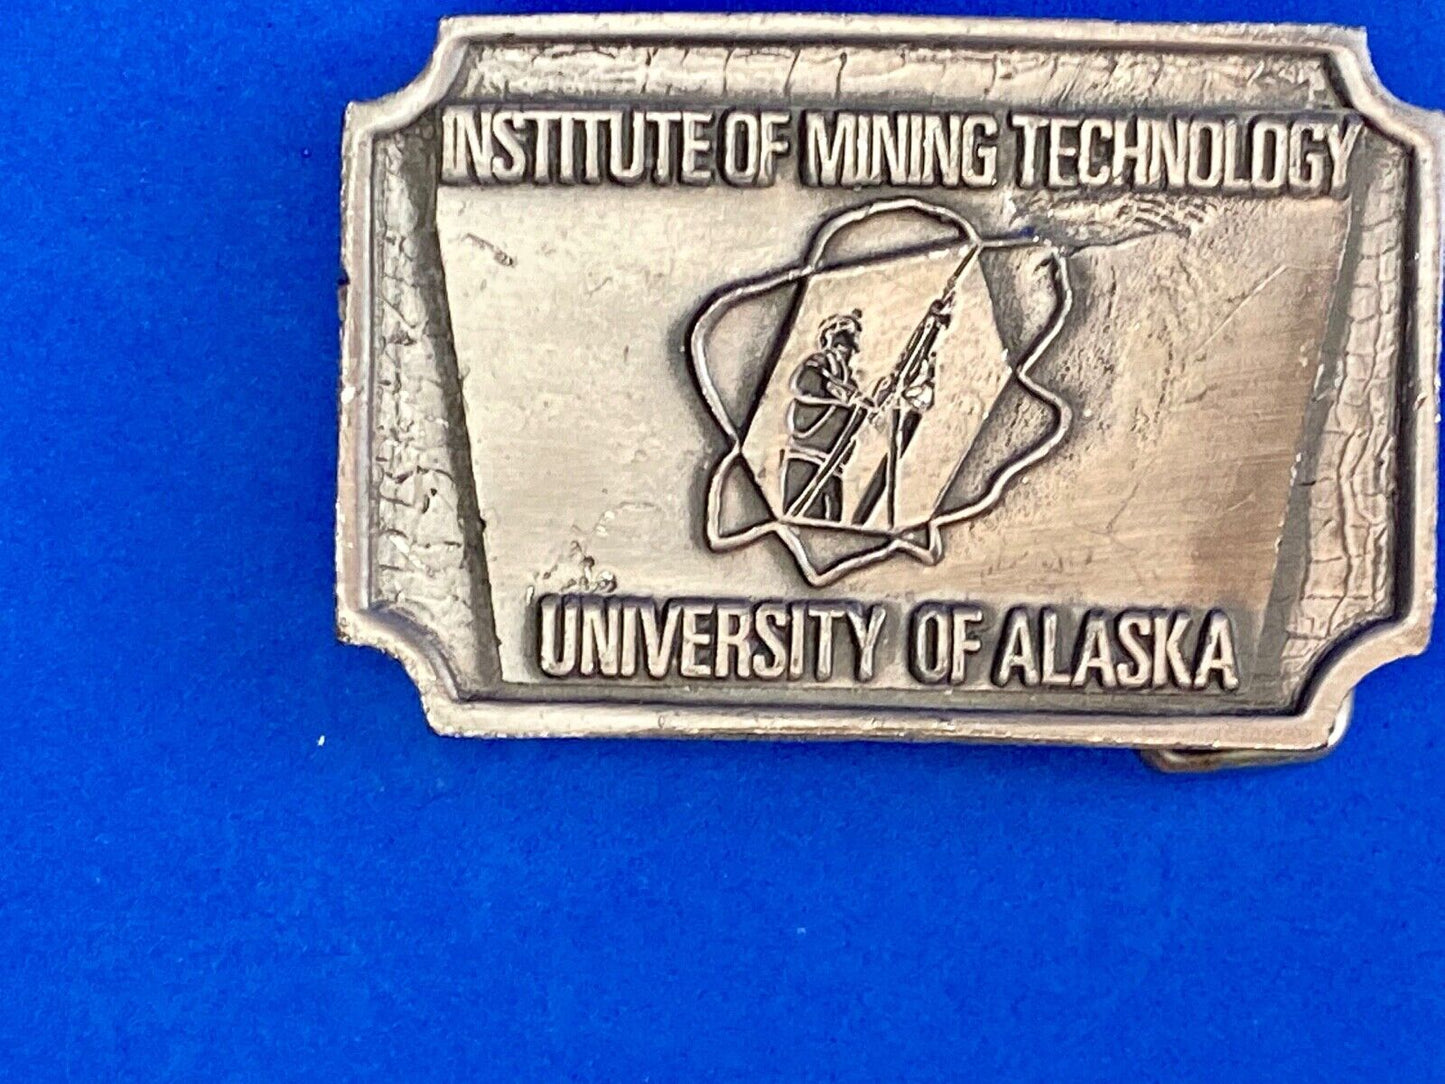 INSTITUTE OF MINING TECHNOLOGY
UNIVERSITY OF ALASKA